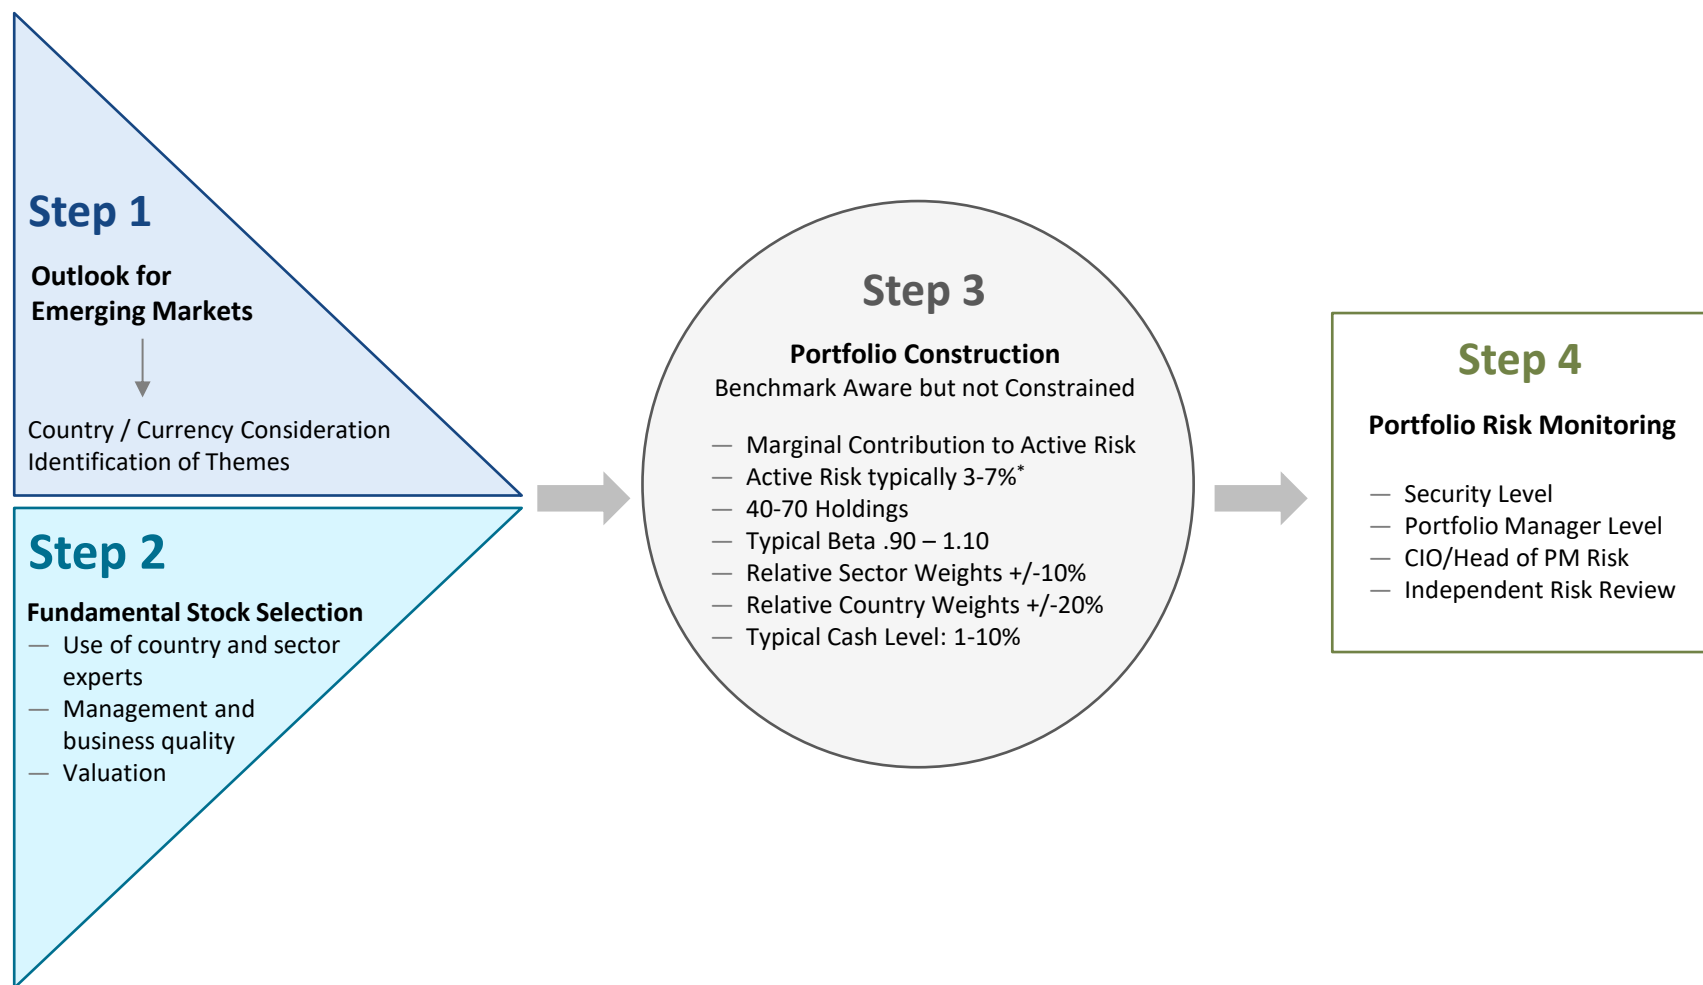 Step 1
Outlook for
Emerging Markets
Country / Currency Consideration
Identification of Themes
Step 2
Fundamental Stock Selection
— Use of country and sector
experts
— Management and
business quality
— Valuation
Step 3
Portfolio Construction
Benchmark Aware but not Constrained
— Marginal Contribution to Active Risk
— Active Risk typically 3-7%*
— 40-70 Holdings
— Typical Beta .90 – 1.10
— Relative Sector Weights +/-10%
— Relative Country Weights +/-20%
— Typical Cash Level: 1-10%
Step 4
Portfolio Risk Monitoring
— Security Level
— Portfolio Manager Level
— CIO/Head of PM Risk
— Independent Risk Review